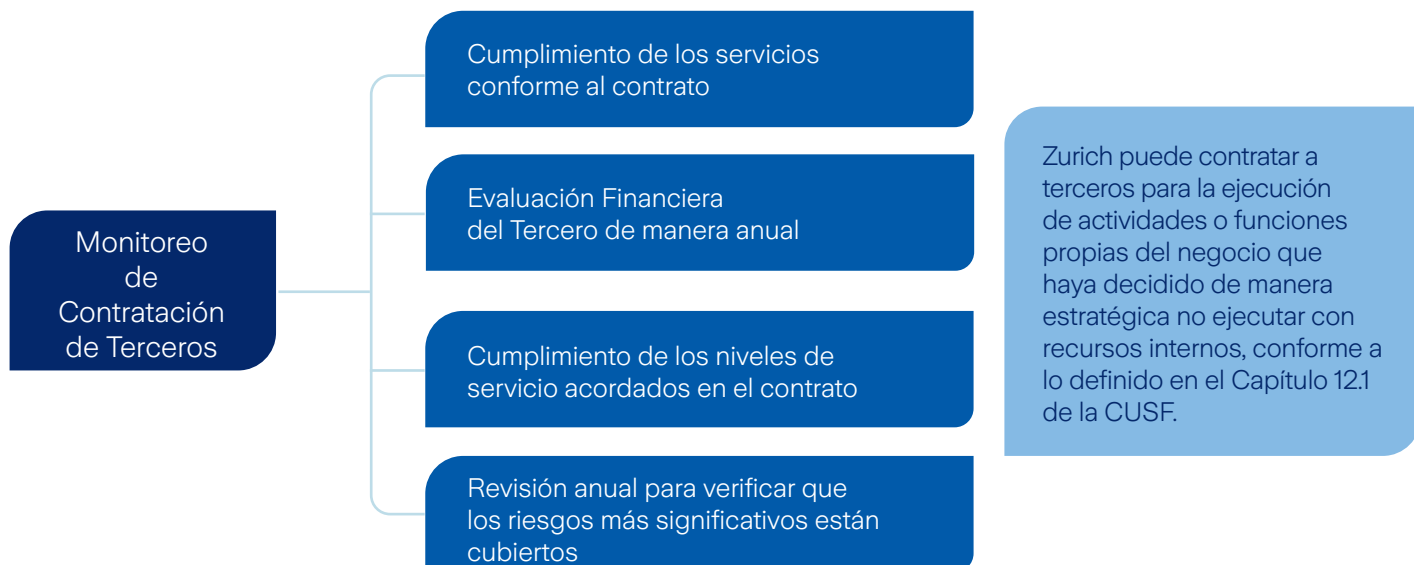 Monitoreo
de
Contratación
de Terceros
Cumplimiento de los servicios
conforme al contrato
Evaluación Financiera
del Tercero de manera anual
Cumplimiento de los niveles de
servicio acordados en el contrato
Revisión anual para verificar que
los riesgos más significativos están
cubiertos
Zurich puede contratar a
terceros para la ejecución
de actividades o funciones
propias del negocio que
haya decidido de manera
estratégica no ejecutar con
recursos internos, conforme a
lo definido en el Capítulo 12.1
de la CUSF.